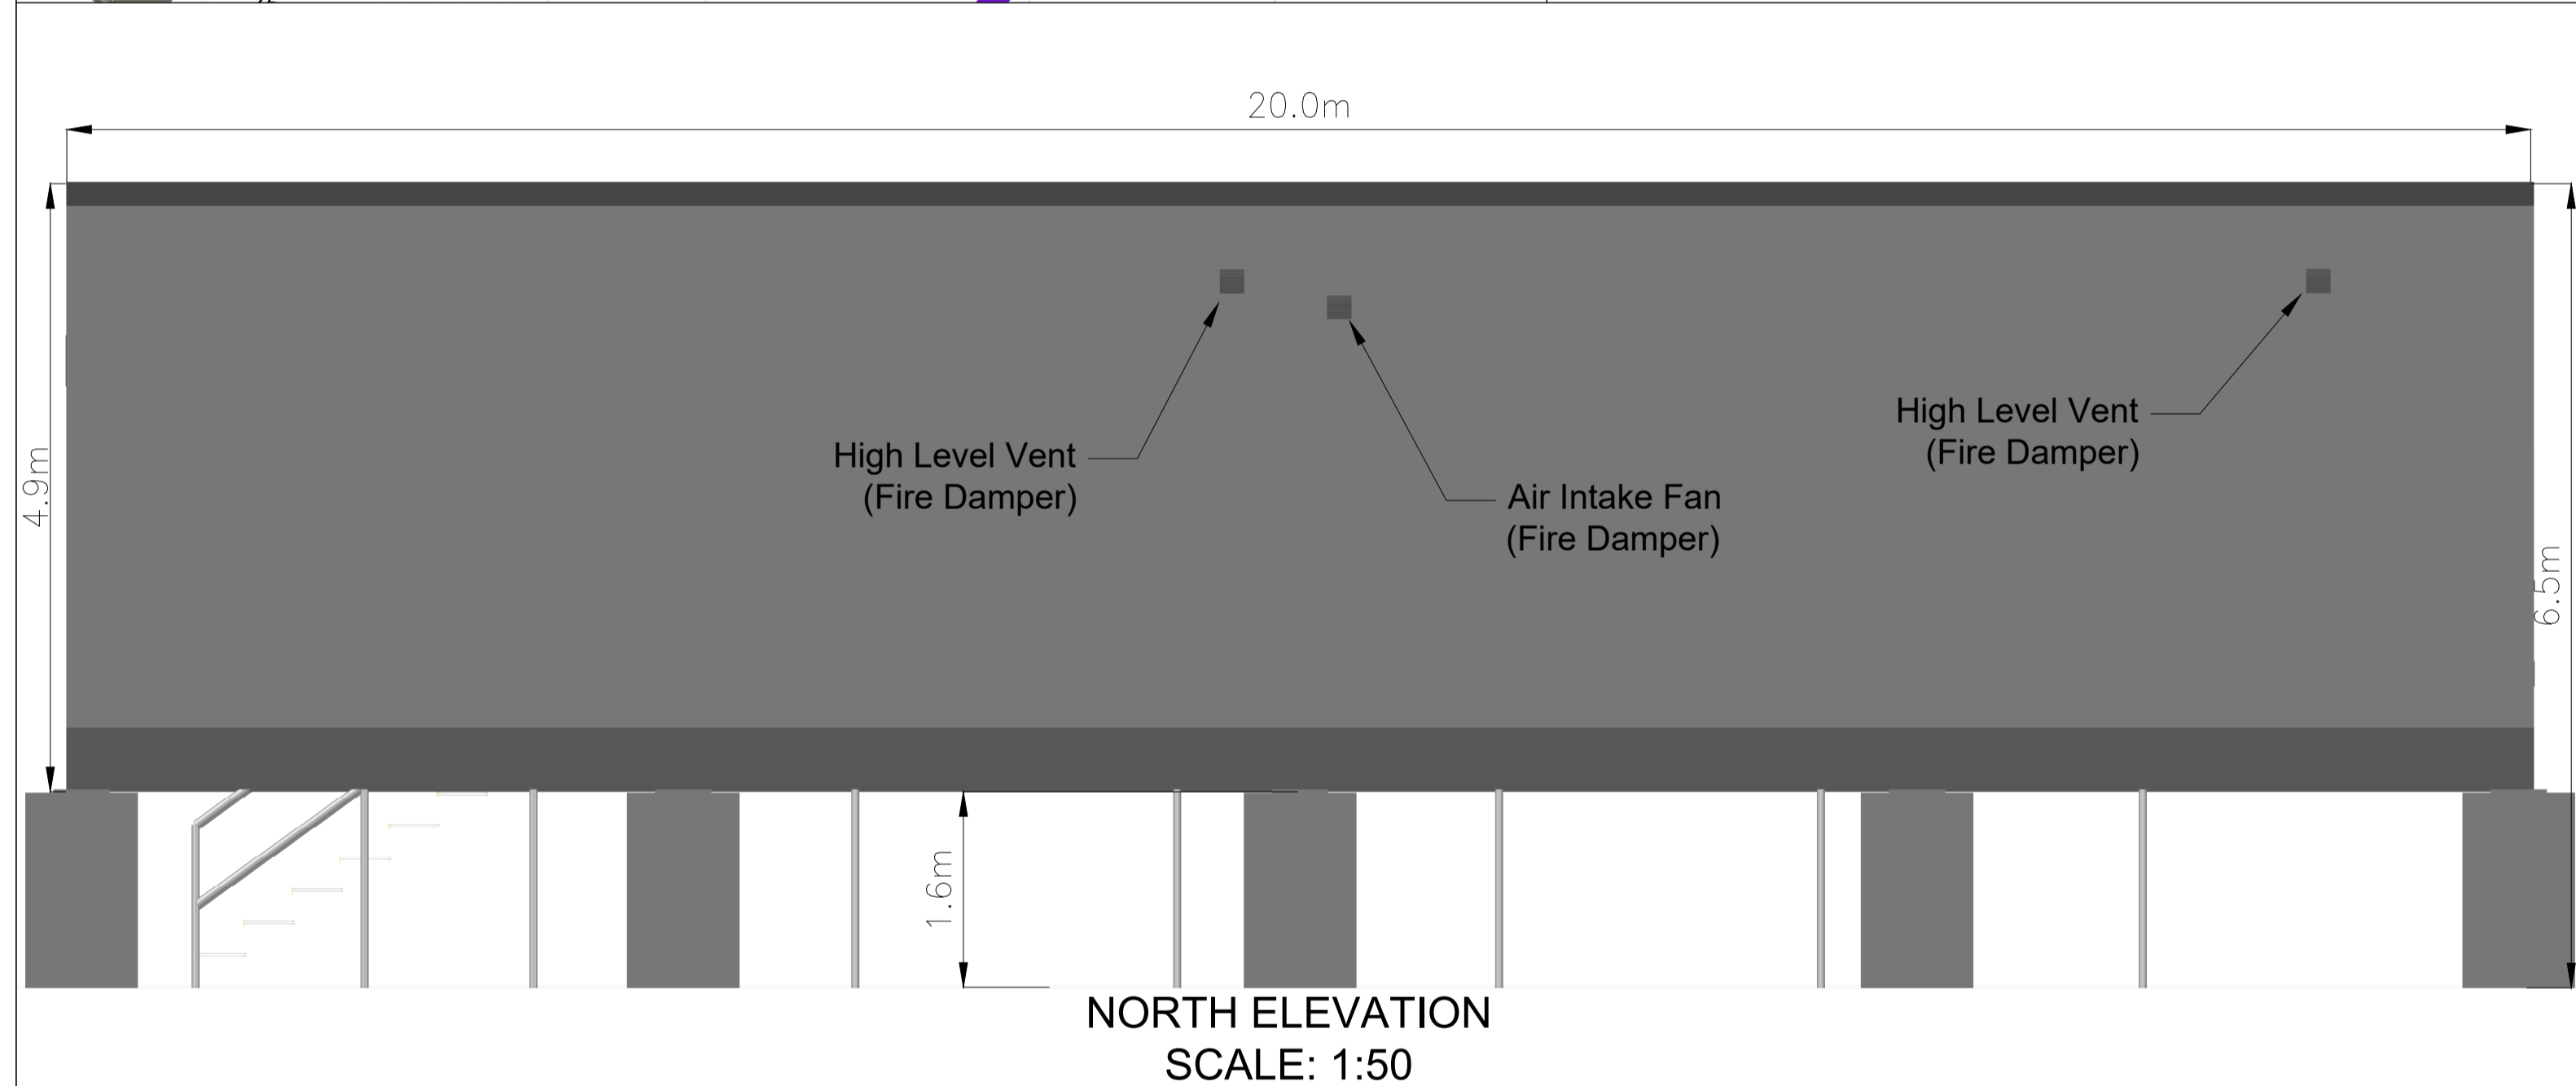 20.0m
4.9m
High Level Vent
(Fire Damper)
Air Intake Fan
(Fire Damper)
High Level Vent
(Fire Damper)
6.5m
1.6m
NORTH ELEVATION
SCALE: 1:50